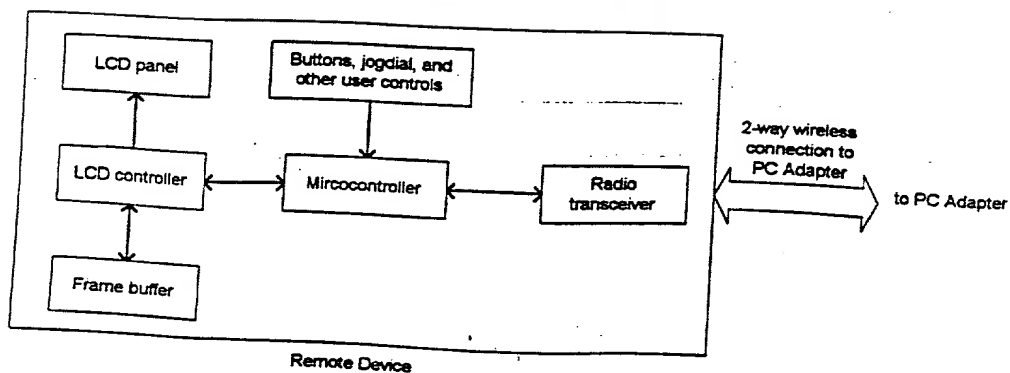 LCD panel
Buttons, jogdial, and
other user controls
2-way wireless
connection to
PC Adapter
LCD controller
Mircocontroller
Radio
transceiver
to PC Adapter
Frame buffer
Remote Device